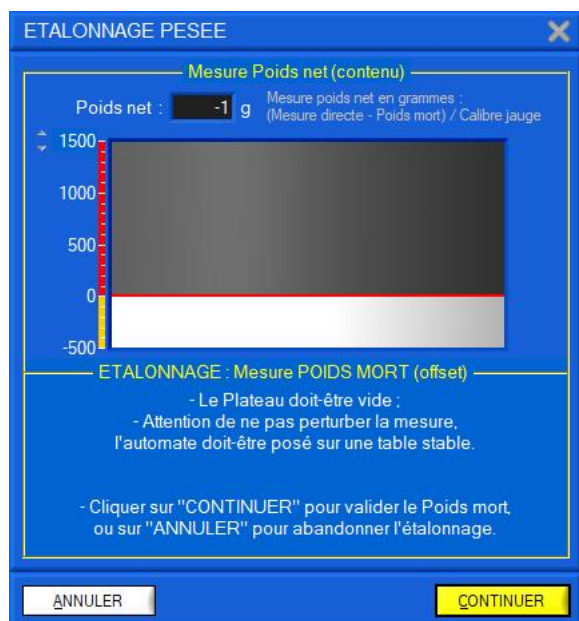 ETALONNAGE PESEE
Mesure Poids net (contenu)
Poids net : -1 g
Mesure poids net en grammes :
(Mesure directe - Poids mort) / Calibre jauge
1500
1000
500
0
-500
ETALONNAGE : Mesure POIDS MORT (offset)
- Le Plateau doit-être vide ;
- Attention de ne pas perturber la mesure,
l'automate doit-être posé sur une table stable.
- Cliquer sur "CONTINUER" pour valider le Poids mort,
ou sur "ANNULER" pour abandonner l'étalonnage.
ANNULER
CONTINUER